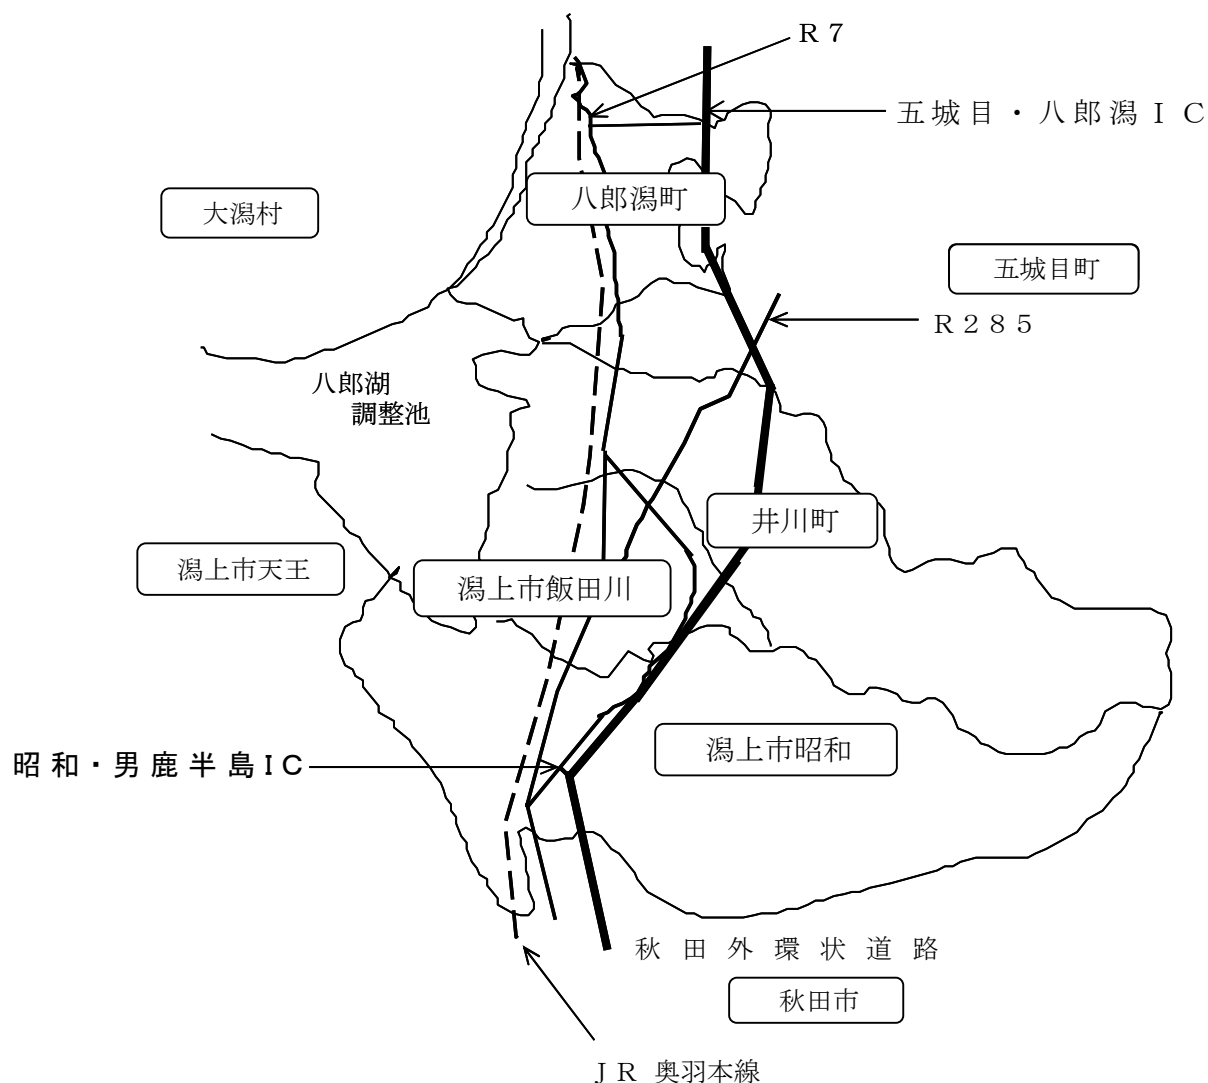 R7
五城目・八郎潟IC
八郎潟町
大潟村
五城目町
R285
八郎湖
調整池
井川町
潟上市天王
潟上市飯田川
潟上市昭和
昭和・男鹿半島IC
秋田外環状道路
秋田市
JR 奥羽本線